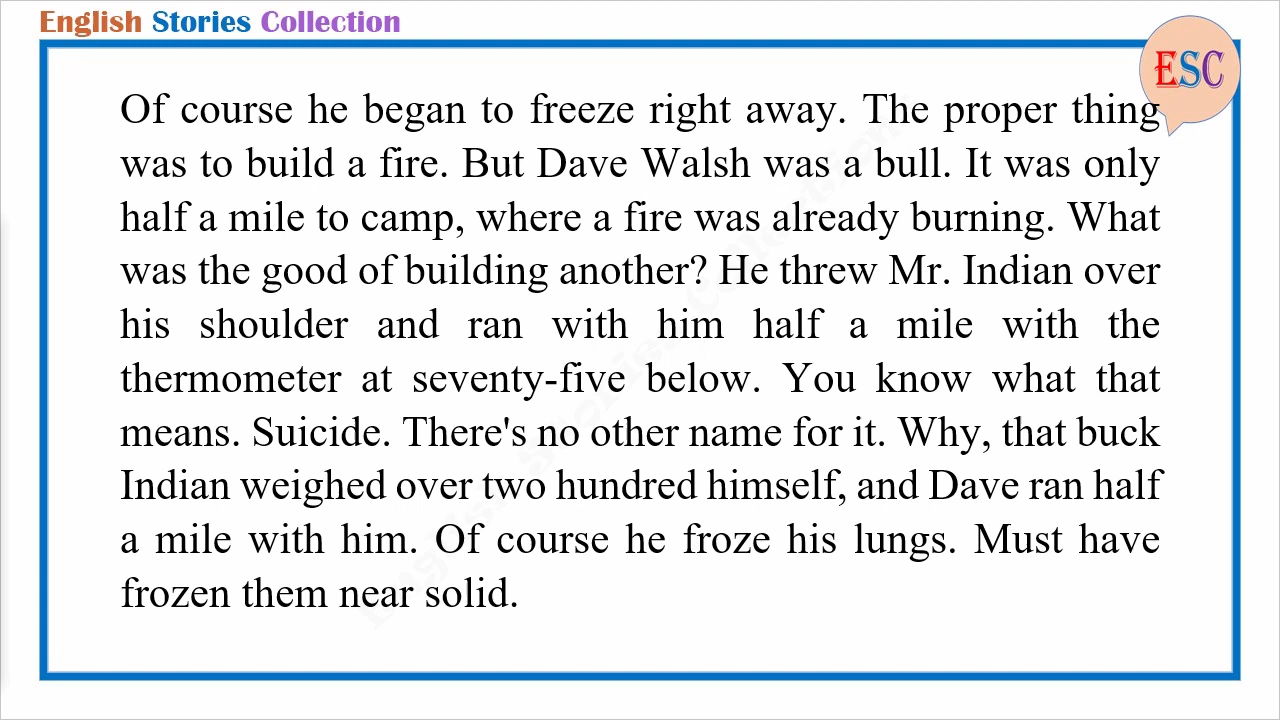 English Stories Collection
ESC
Of course he began to freeze right away. The proper thing
was to build a fire. But Dave Walsh was a bull. It was only
half a mile to camp, where a fire was already burning. What
was the good of building another? He threw Mr. Indian over
his shoulder and ran with him half a mile with the
thermometer at seventy-five below. You know what that
means. Suicide. There's no other name for it. Why, that buck
Indian weighed over two hundred himself, and Dave ran half
a mile with him. Of course he froze his lungs. Must have
frozen them near solid.
English Stories Collection